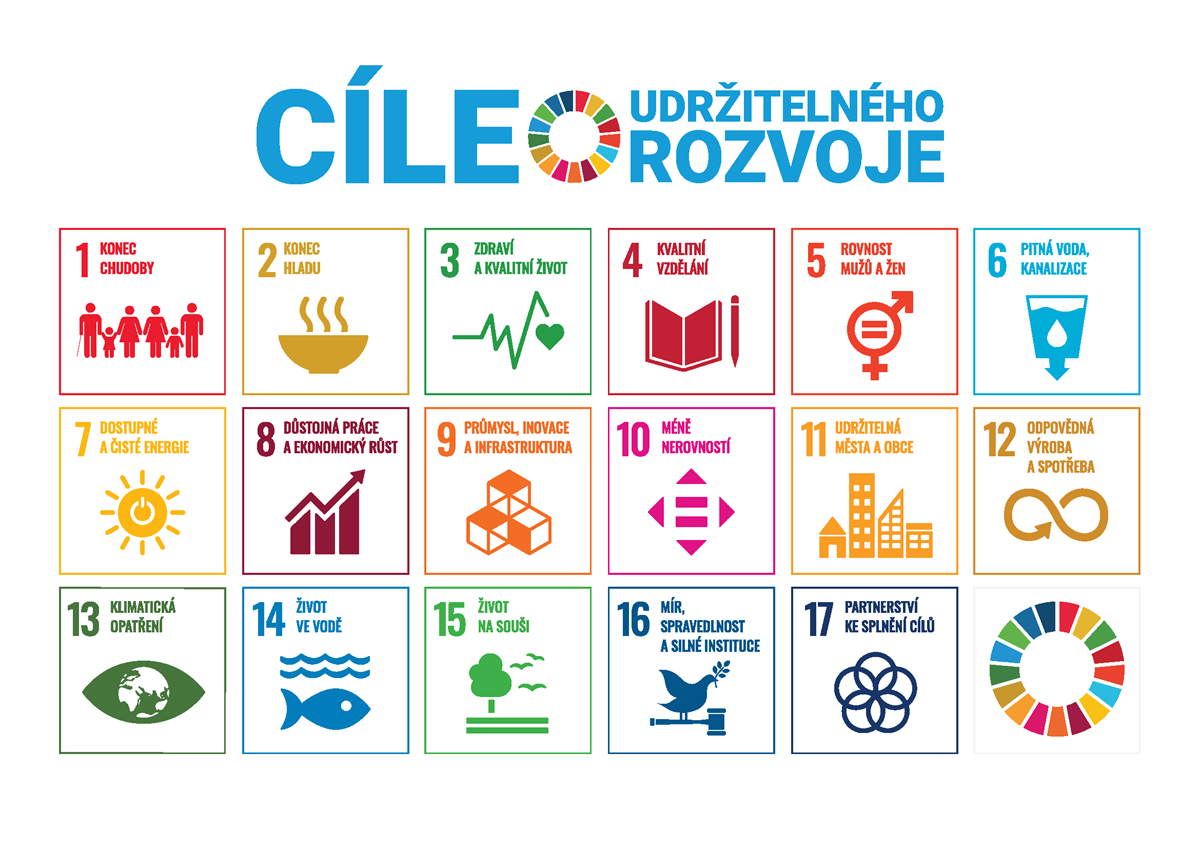 CÍLE UDRŽITELNÉHO
ROZVOJE
1 KONEC
CHUDOBY
2 KONEC
HLADU
3 ZDRAVÍ
A KVALITNÍ ŽIVOT
4 KVALITNÍ
VZDĚLÁNÍ
5 ROVNOST
MUŽŮ A ŽEN
6 PITNÁ VODA,
KANALIZACE
7 DOSTUPNÉ
A ČISTÉ ENERGIE
8 DŮSTOJNÁ PRÁCE
A EKONOMICKÝ RŮST
9 PRŮMYSL, INOVACE
A INFRASTRUKTURA
10 MÉNĚ
NEROVNOSTÍ
11 UDRŽITELNÁ
MĚSTA A OBCE
12 ODPOVĚDNÁ
VÝROBA
A SPOTŘEBA
13 KLIMATICKÁ
OPATŘENÍ
14 ŽIVOT
VE VODĚ
15 ŽIVOT
NA SOUŠI
16 MÍR,
SPRAVEDLNOST
A SILNÉ INSTITUCE
17 PARTNERSTVÍ
KE SPLNĚNÍ CÍLŮ